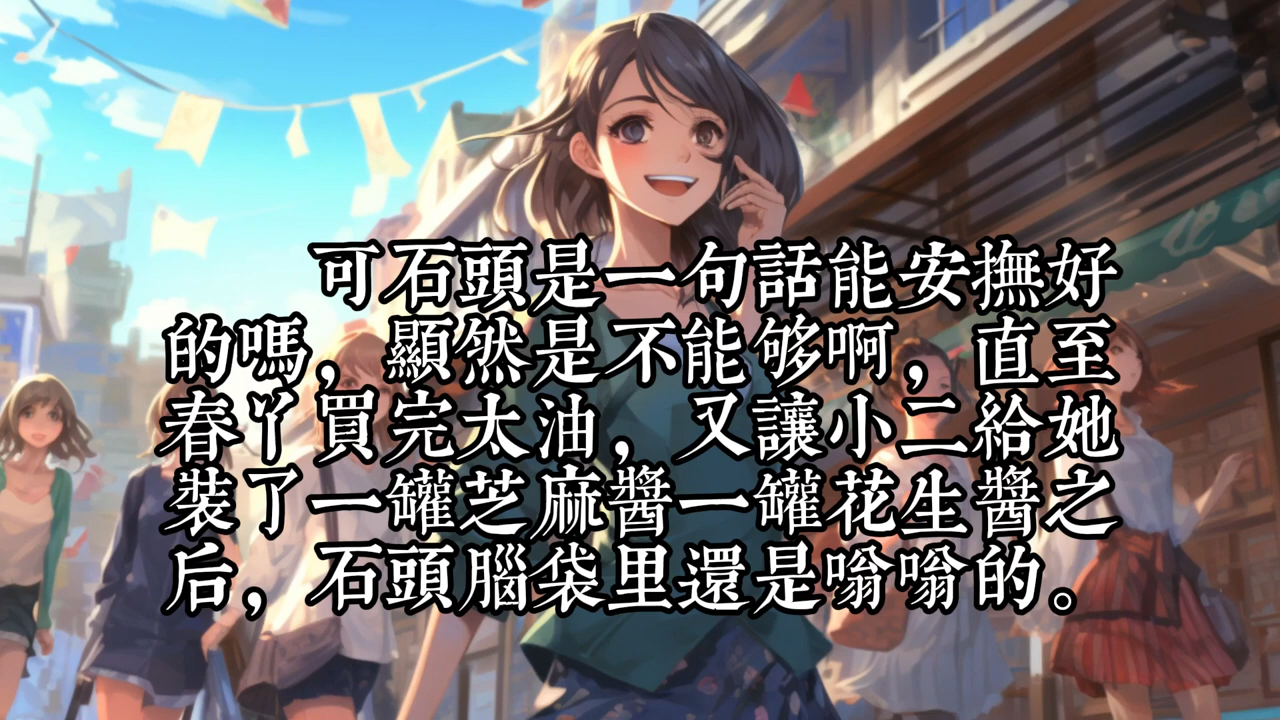 可石頭是一句話能安撫好
的嗎，顯然是不能够啊，直至
春丫買完太油，又讓小二給她
裝了一罐芝麻醬一罐花生醬之
后，石頭腦袋里還是嗡嗡的。